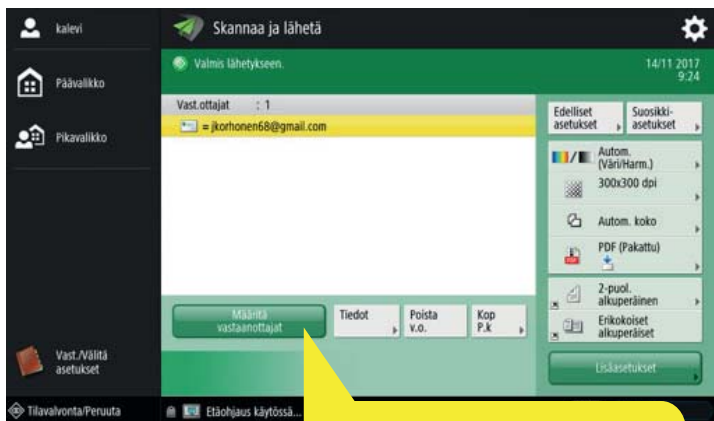 kalevi
Skannaa ja lähetä
Valmis lähetykseen.
14/11 2017
9:24
Päävalikko
Pikavalikko
Vast.ottajat : 1
= jkorhonen68@gmail.com
Edelliset
asetukset
Suosikki-
asetukset
Autom.
(Väri/Harm.)
300x300 dpi
Autom. koko
PDF (Pakattu)
2-puol.
alkuperäinen
Erikokoiset
alkuperäiset
Määritä
vastaanottajat
Tiedot
Poista
v.o.
Kop
P.k
Lisäasetukset
Vast./Välitä
asetukset
Tilavalvonta/Peruuta
Etäohjaus käytössä...